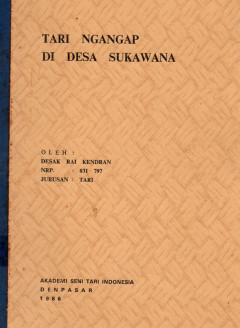 TARI NGANGAP
DI DESA SUKAWANA
OLEH :
DESAK RAI KENDRAN
NRP. : 831 797
JURUSAN : TARI
AKADEMI SENI TARI INDONESIA
DENPASAR
1986